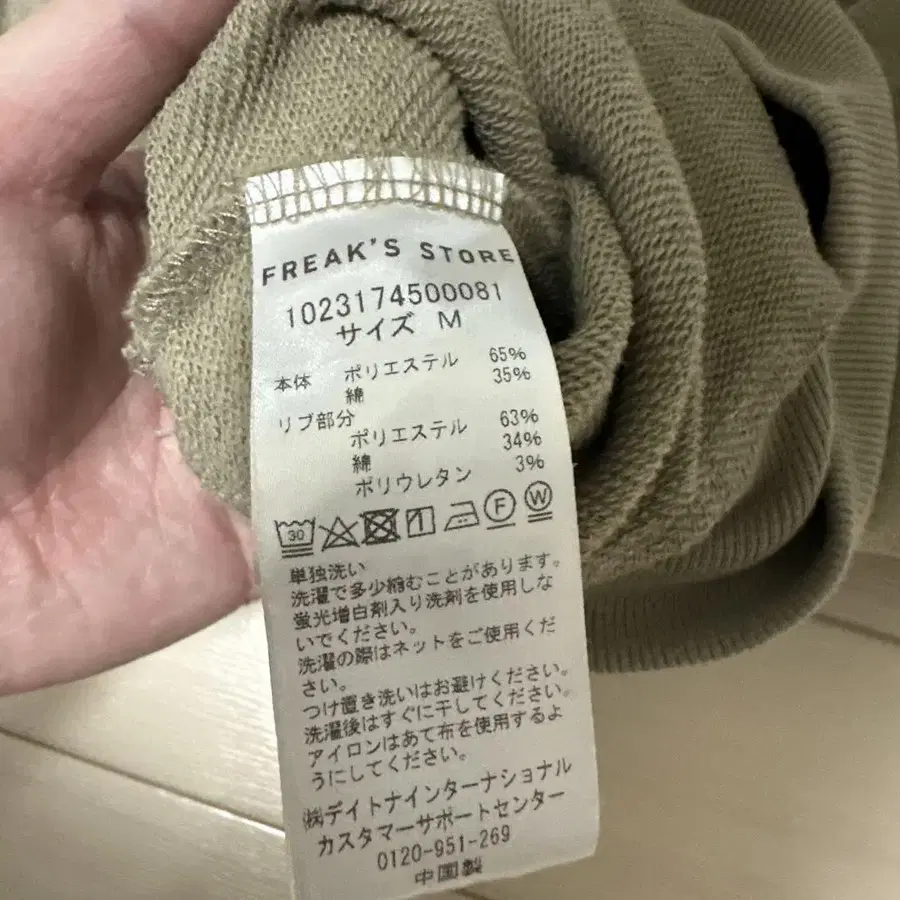 FREAK'S STORE
1023174500081
サイズ M
本体 ポリエステル 65%
綿 35%
リブ部分
ポリエステル 63%
綿 34%
ポリウレタン 3%
30 F W
単独洗い
洗濯で多少縮むことがあります。
蛍光増白剤入り洗剤を使用しな
いでください。
洗濯の際はネットをご使用くだ
さい。
つけ置き洗いはお避けください。
洗濯後はすぐに干してください。
アイロンはあて布を使用するよ
うにしてください。
㈱デイトナインターナショナル
カスタマーサポートセンター
0120-951-269
中国製